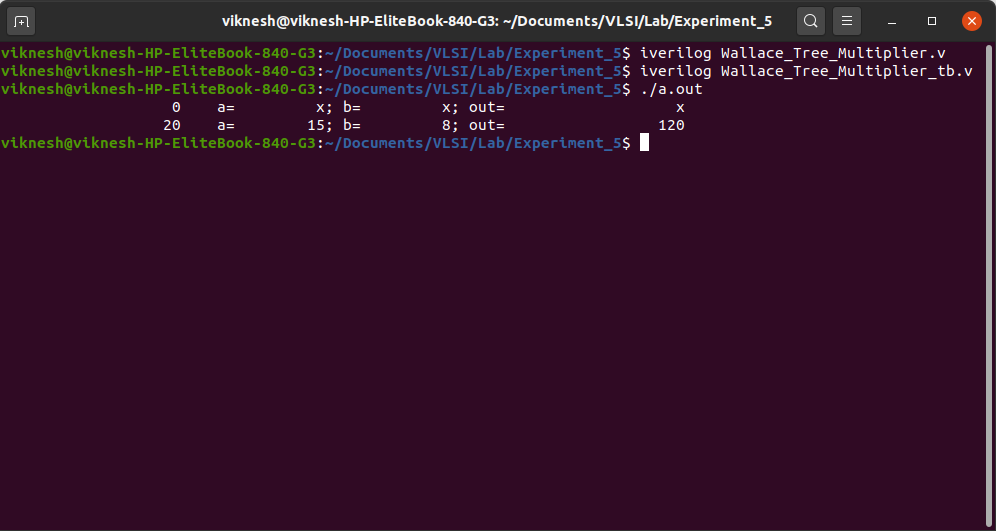 viknesh@viknesh-HP-EliteBook-840-G3: ~/Documents/VLSI/Lab/Experiment_5
viknesh@viknesh-HP-EliteBook-840-G3:~/Documents/VLSI/Lab/Experiment_5$ iverilog Wallace_Tree_Multiplier.v
viknesh@viknesh-HP-EliteBook-840-G3:~/Documents/VLSI/Lab/Experiment_5$ iverilog Wallace_Tree_Multiplier_tb.v
viknesh@viknesh-HP-EliteBook-840-G3:~/Documents/VLSI/Lab/Experiment_5$ ./a.out
                   0    a=         x; b=         x; out=                   x
                  20    a=        15; b=         8; out=                 120
viknesh@viknesh-HP-EliteBook-840-G3:~/Documents/VLSI/Lab/Experiment_5$